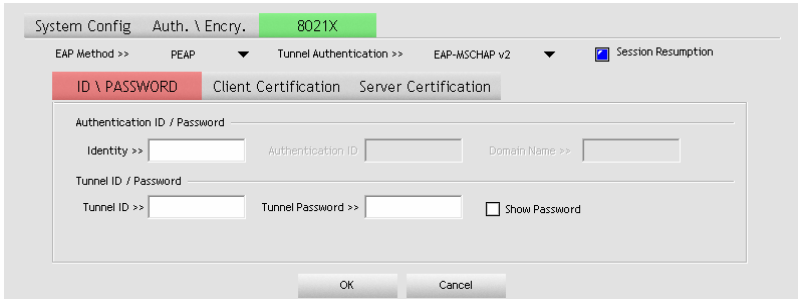 System Config Auth. \ Encry. 8021X
EAP Method >> PEAP Tunnel Authentication >> EAP-MSCHAP v2 Session Resumption
ID \ PASSWORD Client Certification Server Certification
Authentication ID / Password
Identity >> Authentication ID Domain Name >>
Tunnel ID / Password
Tunnel ID >> Tunnel Password >> Show Password
OK Cancel